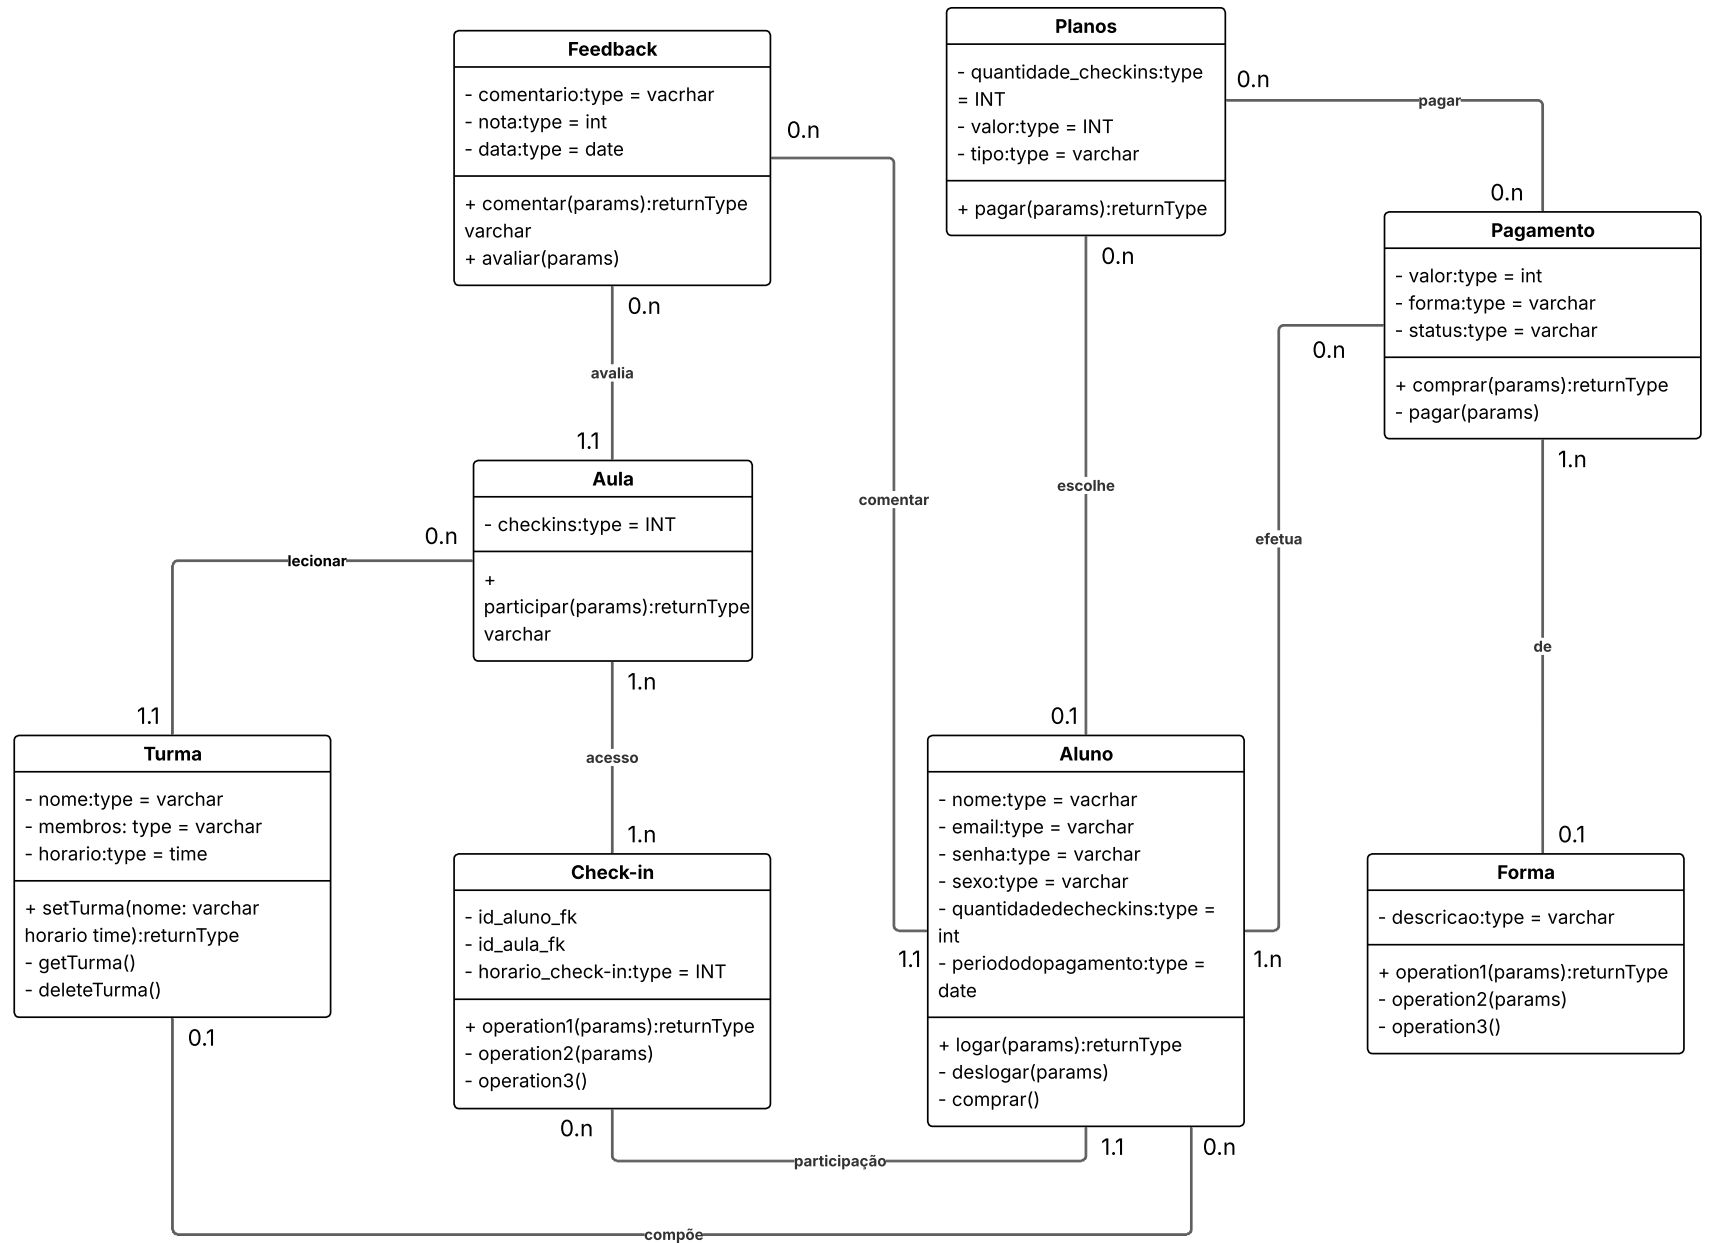 Feedback
- comentario:type = vacrhar
- nota:type = int
- data:type = date
+ comentar(params):returnType
varchar
+ avaliar(params)
0.n
0.n
Planos
- quantidade_checkins:type
= INT
- valor:type = INT
- tipo:type = varchar
+ pagar(params):returnType
0.n
0.n
pagar
0.n
Pagamento
- valor:type = int
- forma:type = varchar
- status:type = varchar
+ comprar(params):returnType
- pagar(params)
0.n
1.n
avalia
1.1
Aula
- checkins:type = INT
+
participar(params):returnType
varchar
0.n
1.n
lecionar
comentar
escolhe
efetua
de
1.1
Turma
- nome:type = varchar
- membros: type = varchar
- horario:type = time
+ setTurma(nome: varchar
horario time):returnType
- getTurma()
- deleteTurma()
0.1
acesso
1.n
Check-in
- id_aluno_fk
- id_aula_fk
- horario_check-in:type = INT
+ operation1(params):returnType
- operation2(params)
- operation3()
0.n
0.1
Aluno
- nome:type = vacrhar
- email:type = varchar
- senha:type = varchar
- sexo:type = varchar
- quantidadedecheckins:type =
int
- periododopagamento:type =
date
+ logar(params):returnType
- deslogar(params)
- comprar()
1.1
1.n
1.1
0.n
0.1
Forma
- descricao:type = varchar
+ operation1(params):returnType
- operation2(params)
- operation3()
participação
compõe